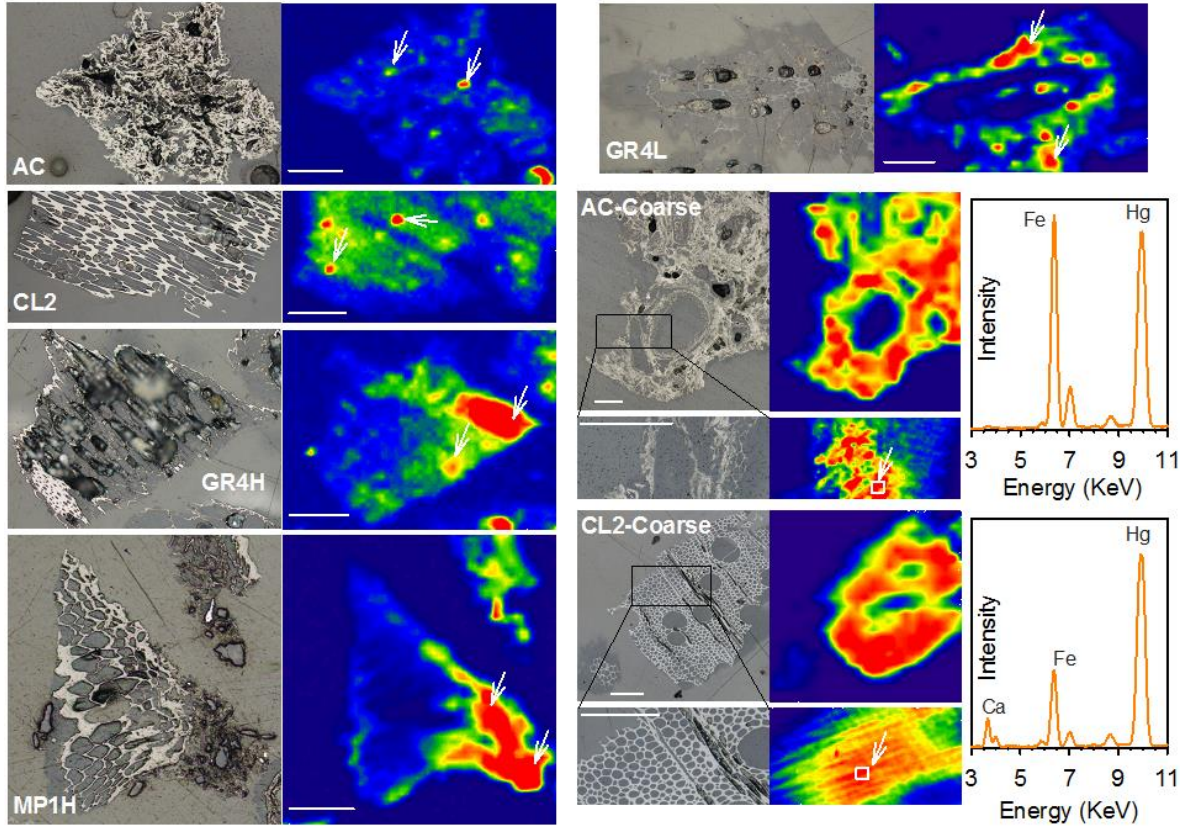 AC
CL2
GR4H
MP1H
GR4L
AC-Coarse
Fe
Hg
Intensity
3 5 7 9 11
Energy (KeV)
CL2-Coarse
Hg
Fe
Ca
Intensity
3 5 7 9 11
Energy (KeV)